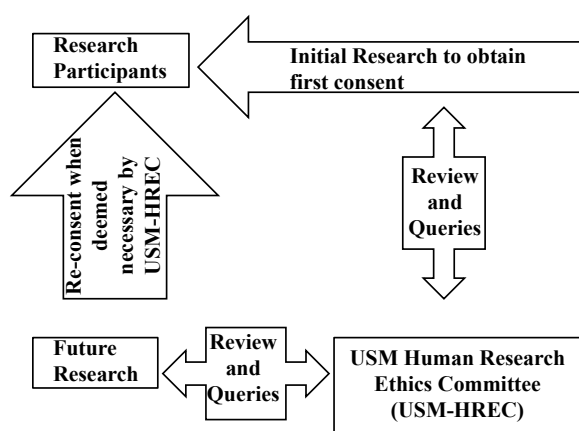 Research
Participants
Initial Research to obtain
first consent
Re-consent when
deemed
necessary by
USM-HREC
Review
and
Queries
Future
Research
Review
and
Queries
USM Human Research
Ethics Committee
(USM-HREC)